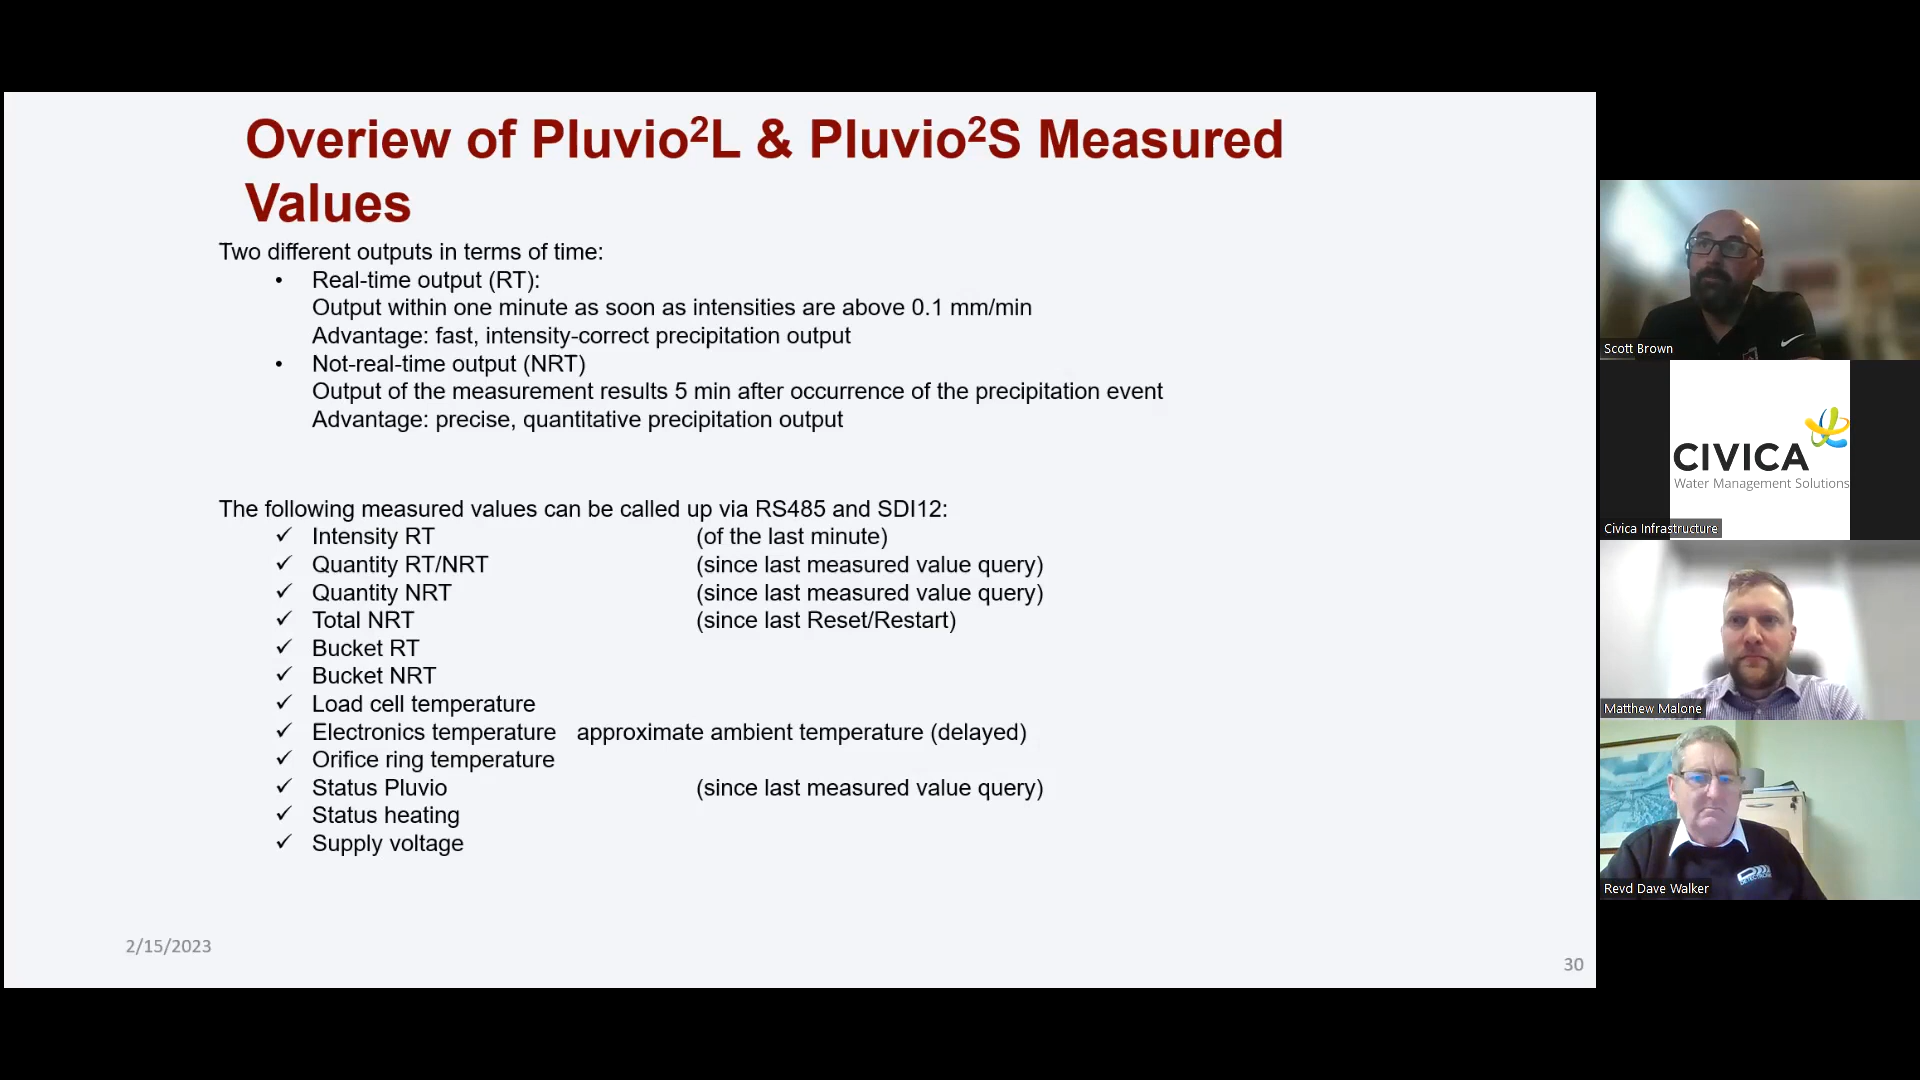 Overiew of Pluvio²L & Pluvio²S Measured
Values
Two different outputs in terms of time:
• Real-time output (RT):
Output within one minute as soon as intensities are above 0.1 mm/min
Advantage: fast, intensity-correct precipitation output
• Not-real-time output (NRT)
Output of the measurement results 5 min after occurrence of the precipitation event
Advantage: precise, quantitative precipitation output
The following measured values can be called up via RS485 and SDI12:
✓ Intensity RT (of the last minute)
✓ Quantity RT/NRT (since last measured value query)
✓ Quantity NRT (since last measured value query)
✓ Total NRT (since last Reset/Restart)
✓ Bucket RT
✓ Bucket NRT
✓ Load cell temperature
✓ Electronics temperature approximate ambient temperature (delayed)
✓ Orifice ring temperature
✓ Status Pluvio (since last measured value query)
✓ Status heating
✓ Supply voltage
2/15/2023
30
Scott Brown
CIVICA
Water Management Solutions
Civica Infrastructure
Matthew Malone
Revd Dave Walker